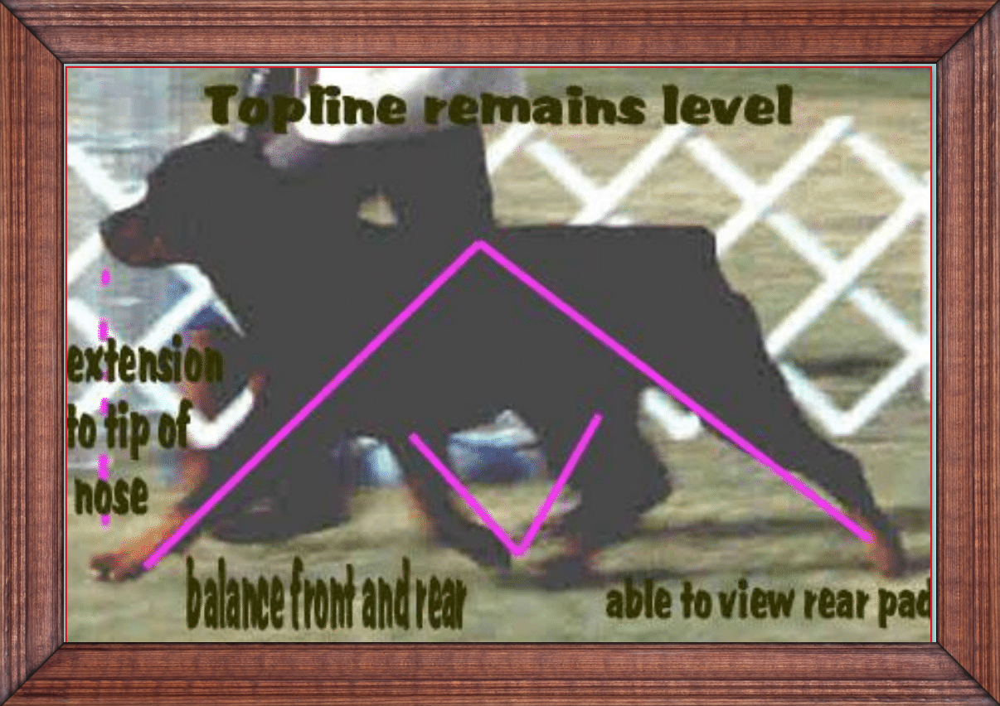 Topline remains level
extension
to tip of
nose
balance front and rear
able to view rear pad